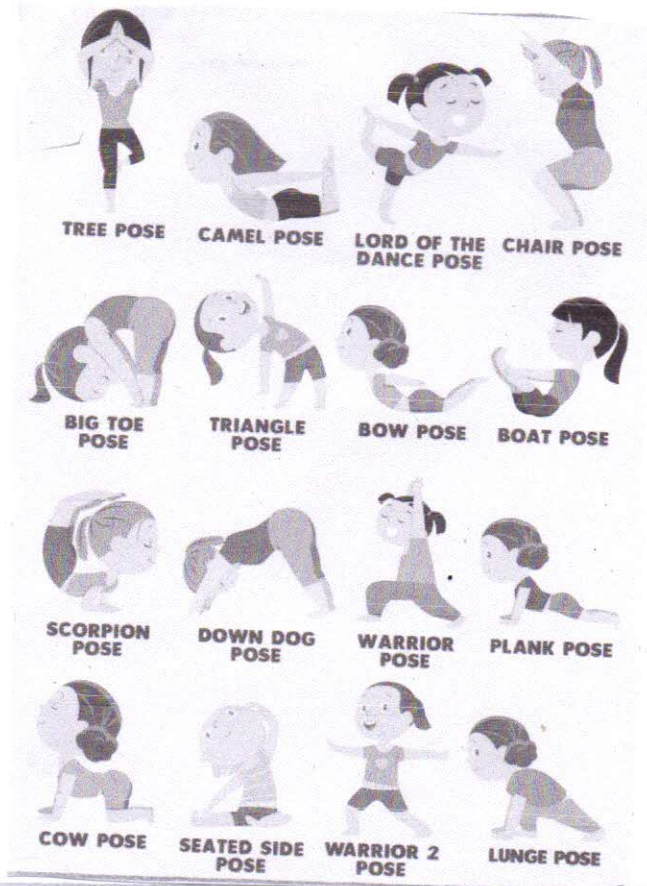 TREE POSE
CAMEL POSE
LORD OF THE
DANCE POSE
CHAIR POSE
BIG TOE
POSE
TRIANGLE
POSE
BOW POSE
BOAT POSE
SCORPION
POSE
DOWN DOG
POSE
WARRIOR
POSE
PLANK POSE
COW POSE
SEATED SIDE
POSE
WARRIOR 2
POSE
LUNGE POSE